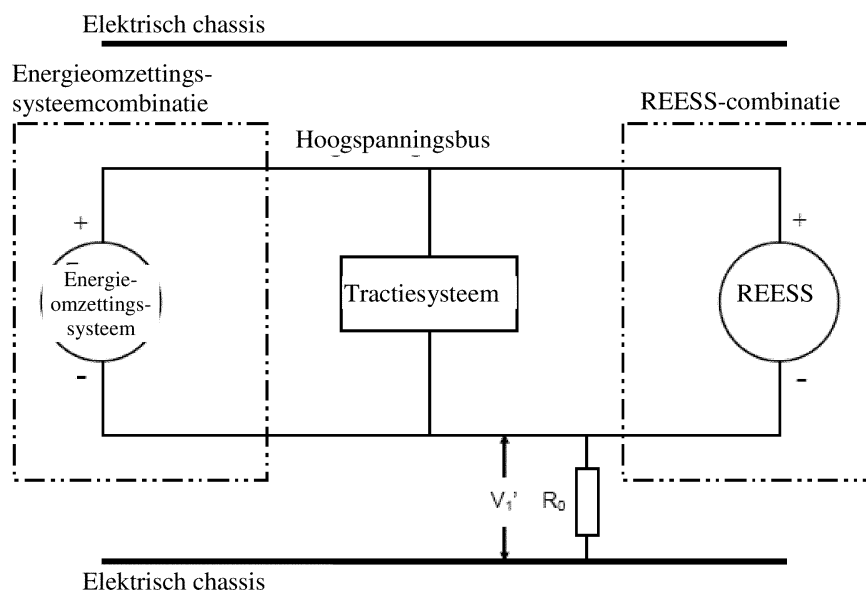 Elektrisch chassis
Energieomzettings-
systeemcombinatie
REESS-combinatie
Hoogspanningsbus
+
+
Energie-
omzettings-
systeem
Tractiesysteem
REESS
-
-
V1’
R0
Elektrisch chassis